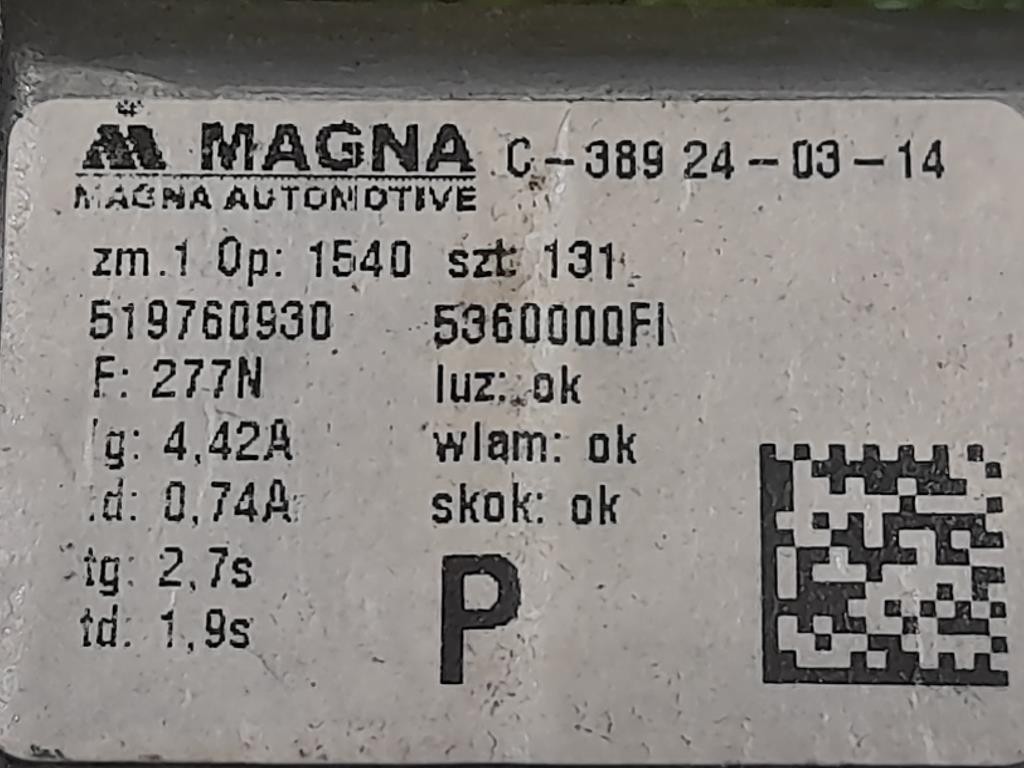 MAGNA C-389 24-03-14
MAGNA AUTOMOTIVE
zm.1 Op: 1540 szt: 131
519760930 5360000FI
F: 277N luz: ok
Ig: 4,42A wlam: ok
Id: 0,74A skok: ok
tg: 2,7s
td: 1,9s
P